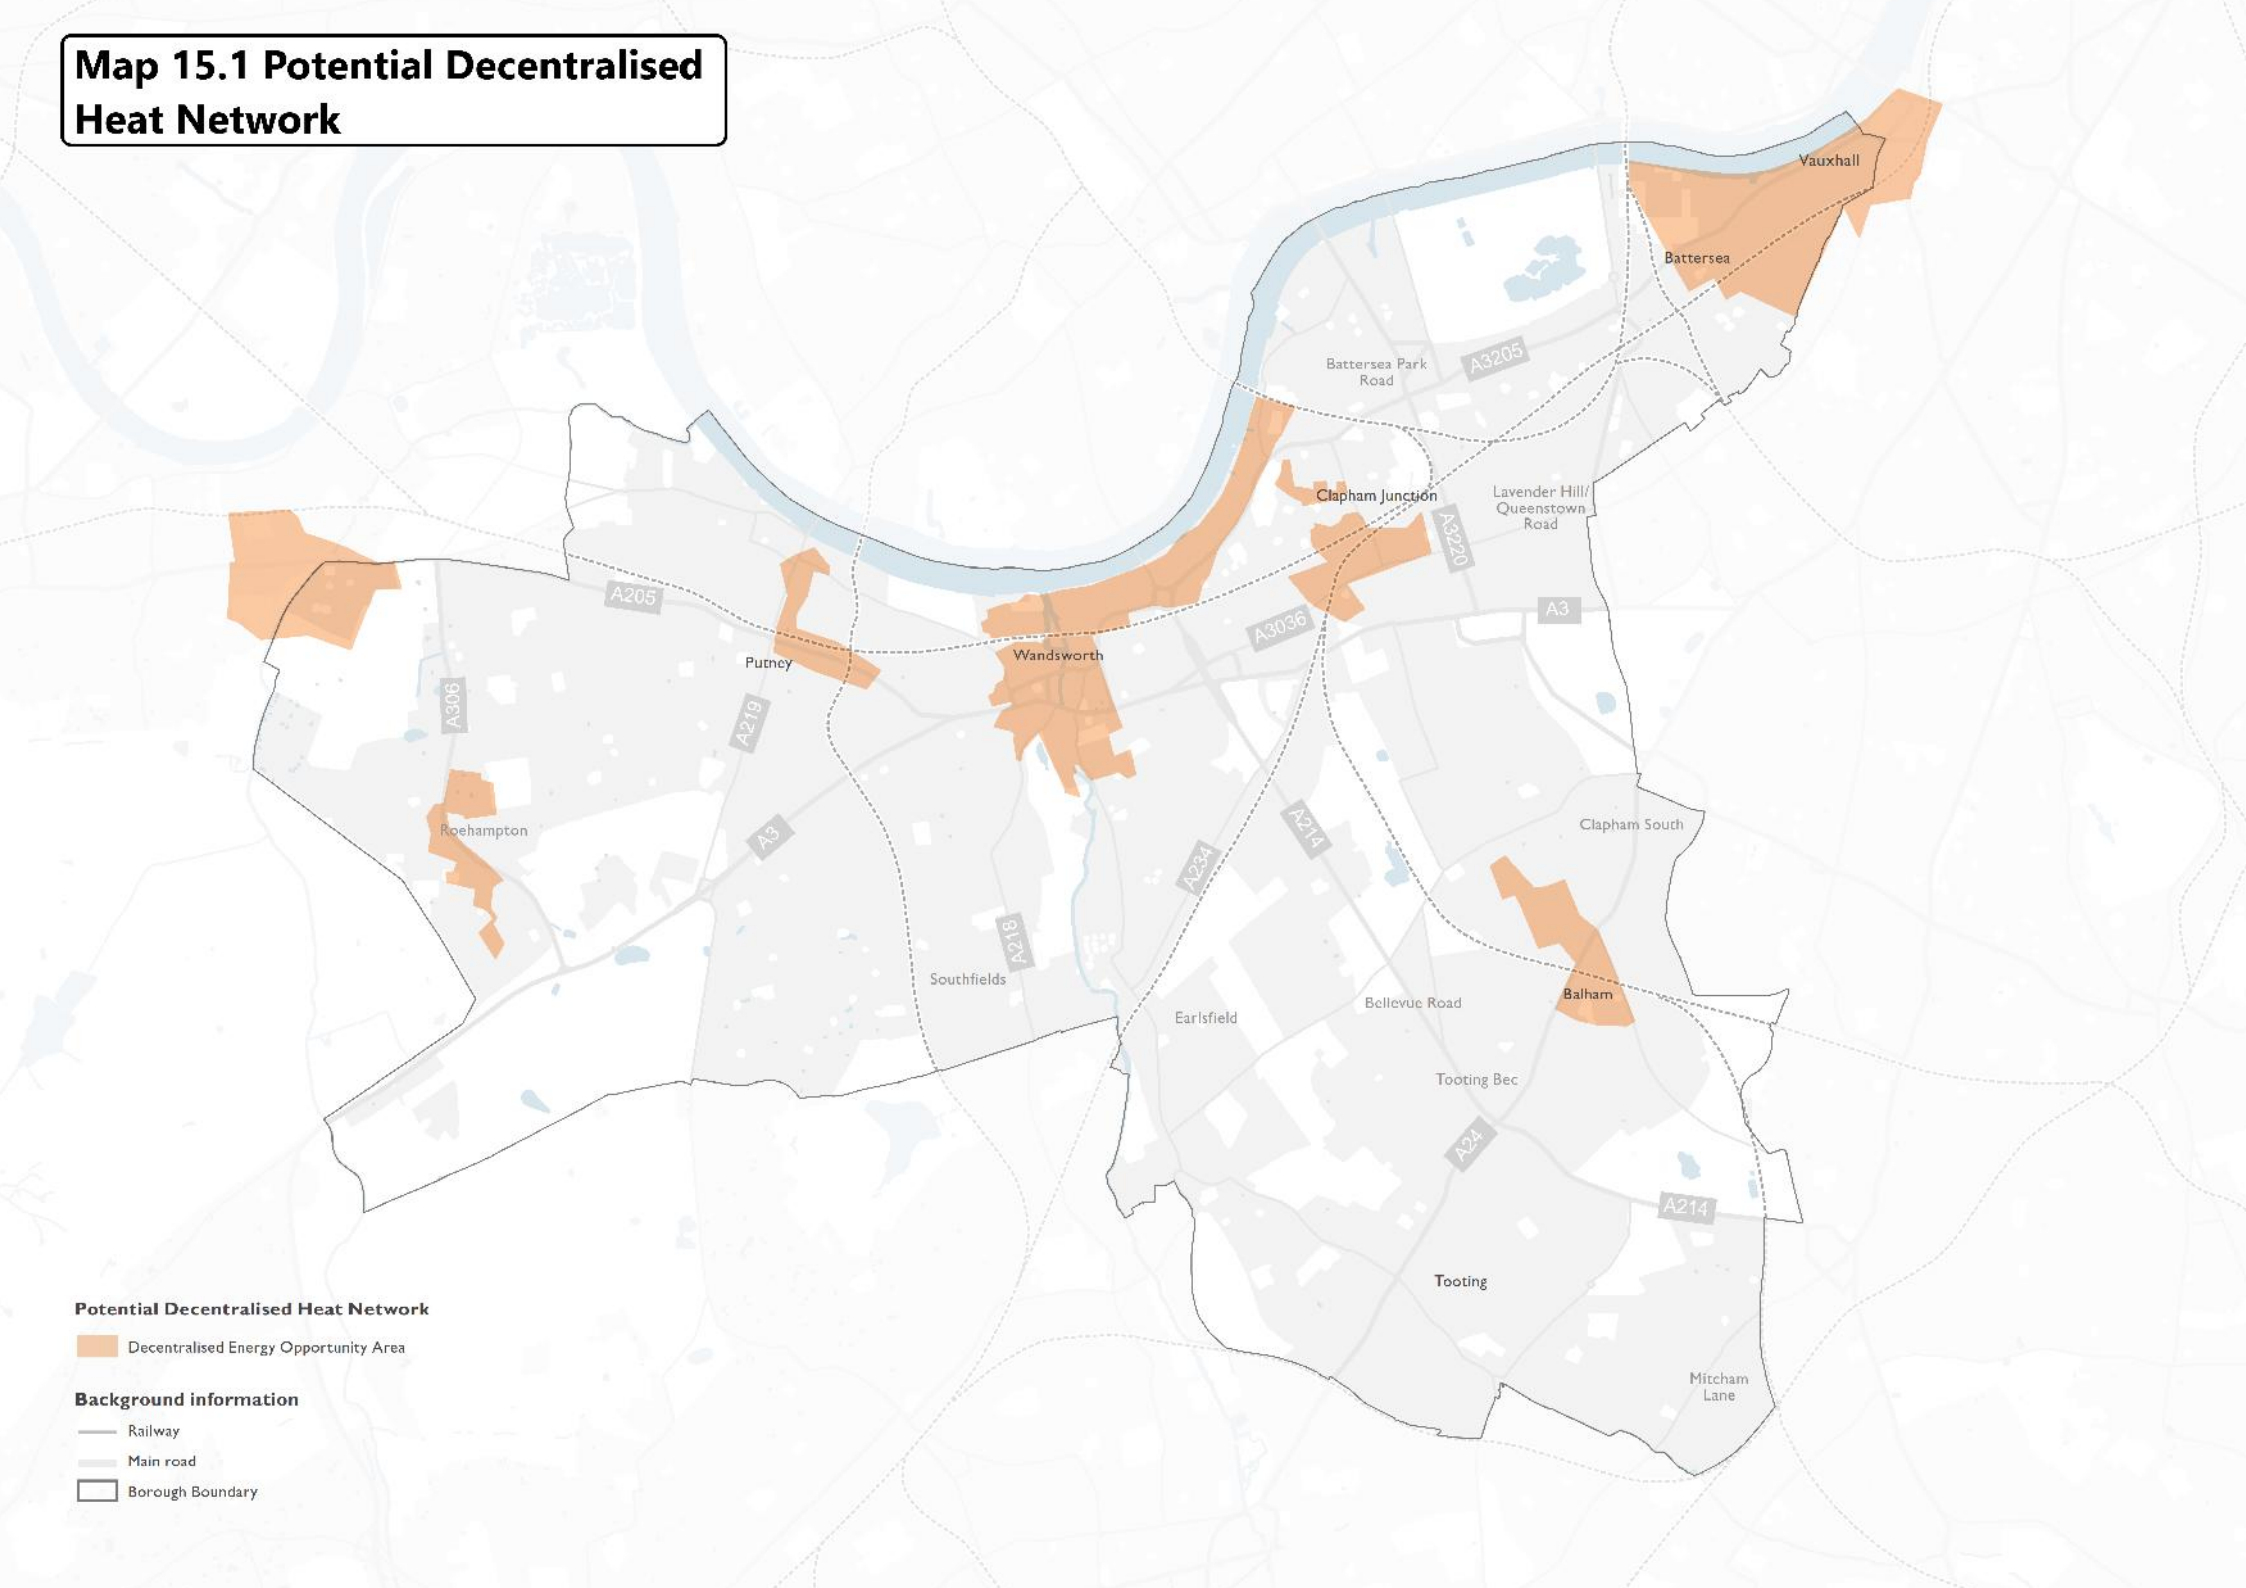 Map 15.1 Potential Decentralised
Heat Network
Vauxhall
Battersea
Battersea Park
Road
A3205
Clapham Junction
Lavender Hill/
Queenstown
Road
A3220
A205
A3
A3036
Putney
Wandsworth
A306
A219
Roehampton
A3
A214
Clapham South
A234
A218
Southfields
Balham
Bellevue Road
Earlsfield
Tooting Bec
A24
A214
Tooting
Mitcham
Lane
Potential Decentralised Heat Network
Decentralised Energy Opportunity Area
Background information
Railway
Main road
Borough Boundary